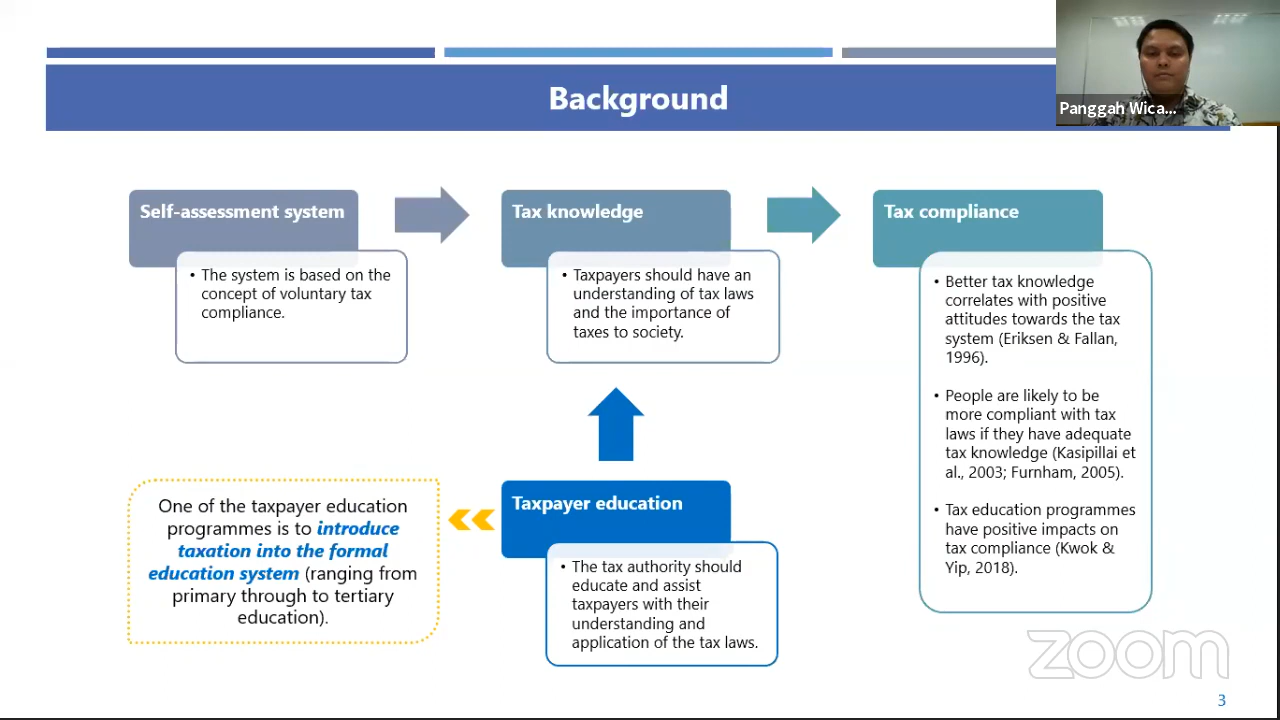 Background
Panggah Wica...
Self-assessment system
• The system is based on the
concept of voluntary tax
compliance.
Tax knowledge
• Taxpayers should have an
understanding of tax laws
and the importance of
taxes to society.
Tax compliance
• Better tax knowledge
correlates with positive
attitudes towards the tax
system (Eriksen & Fallan,
1996).
• People are likely to be
more compliant with tax
laws if they have adequate
tax knowledge (Kasipillai et
al., 2003; Furnham, 2005).
• Tax education programmes
have positive impacts on
tax compliance (Kwok &
Yip, 2018).
Taxpayer education
• The tax authority should
educate and assist
taxpayers with their
understanding and
application of the tax laws.
One of the taxpayer education
programmes is to introduce
taxation into the formal
education system (ranging from
primary through to tertiary
education).
zoom
3